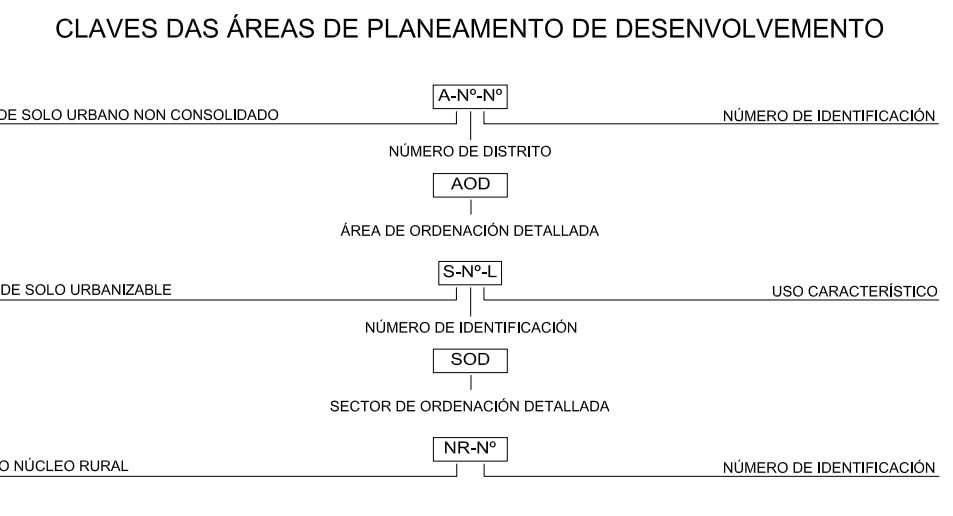 CLAVES DAS ÁREAS DE PLANEAMENTO DE DESENVOLVEMENTO
A-Nº-Nº
DE SOLO URBANO NON CONSOLIDADO
NÚMERO DE IDENTIFICACIÓN
NÚMERO DE DISTRITO
AOD
ÁREA DE ORDENACIÓN DETALLADA
S-Nº-L
DE SOLO URBANIZABLE
USO CARACTERÍSTICO
NÚMERO DE IDENTIFICACIÓN
SOD
SECTOR DE ORDENACIÓN DETALLADA
NR-Nº
O NÚCLEO RURAL
NÚMERO DE IDENTIFICACIÓN